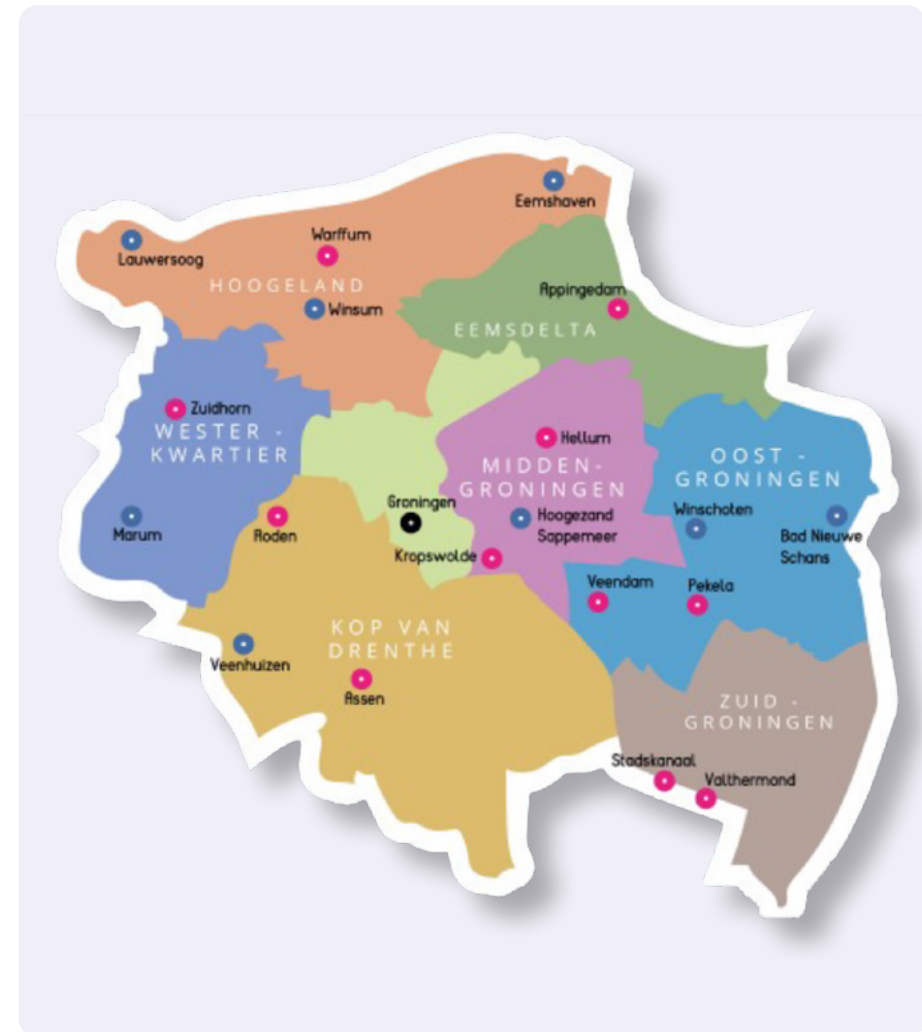 Eemshaven
Warffum
Lauwersoog
HOOGELAND
Appingedam
Winsum
EEMSDELTA
Zuidhorn
WESTER -
KWARTIER
Hellum
MIDDEN-
GRONINGEN
OOST -
GRONINGEN
Groningen
Marum
Roden
Hoogezand
Sappemeer
Winschoten
Bad Nieuwe
Schans
Kropswolde
Veendam
Pekela
KOP VAN
DRENTHE
Veenhuizen
Assen
ZUID -
GRONINGEN
Stadskanaal
Valthermond